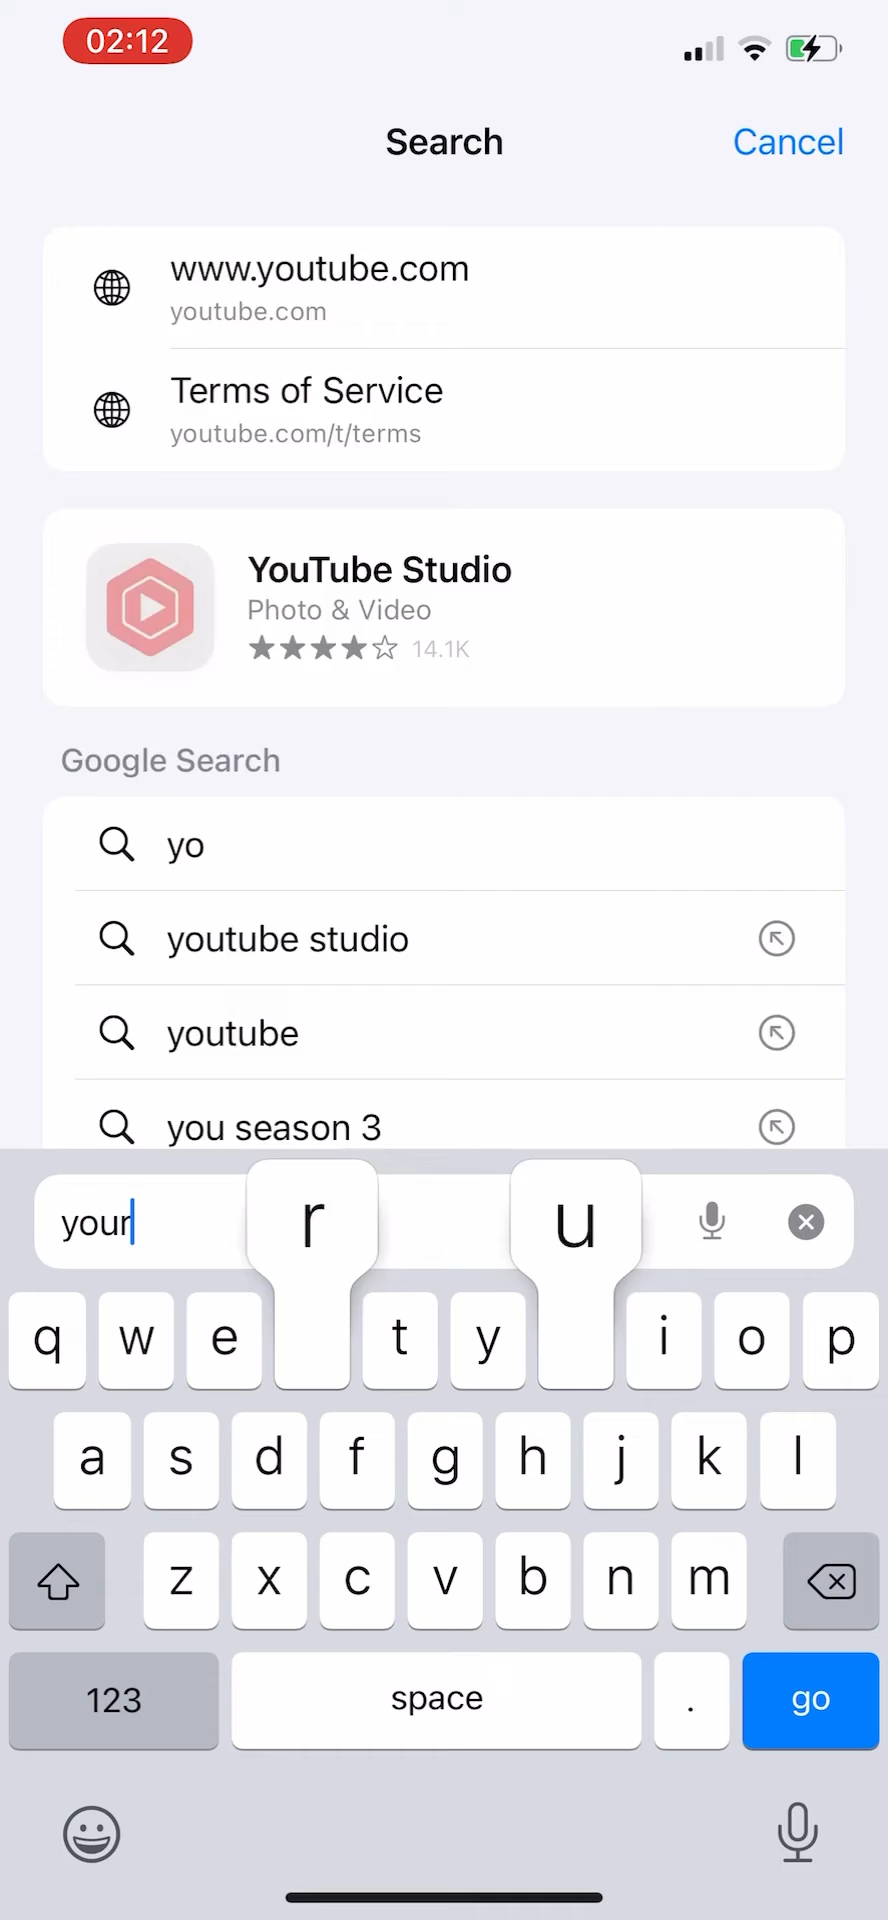 02:12
Search
Cancel
www.youtube.com
youtube.com
Terms of Service
youtube.com/t/terms
YouTube Studio
Photo & Video
14.1K
Google Search
yo
youtube studio
youtube
you season 3
your
r
u
q w e t y i o p
a s d f g h j k l
z x c v b n m
123
space
.
go